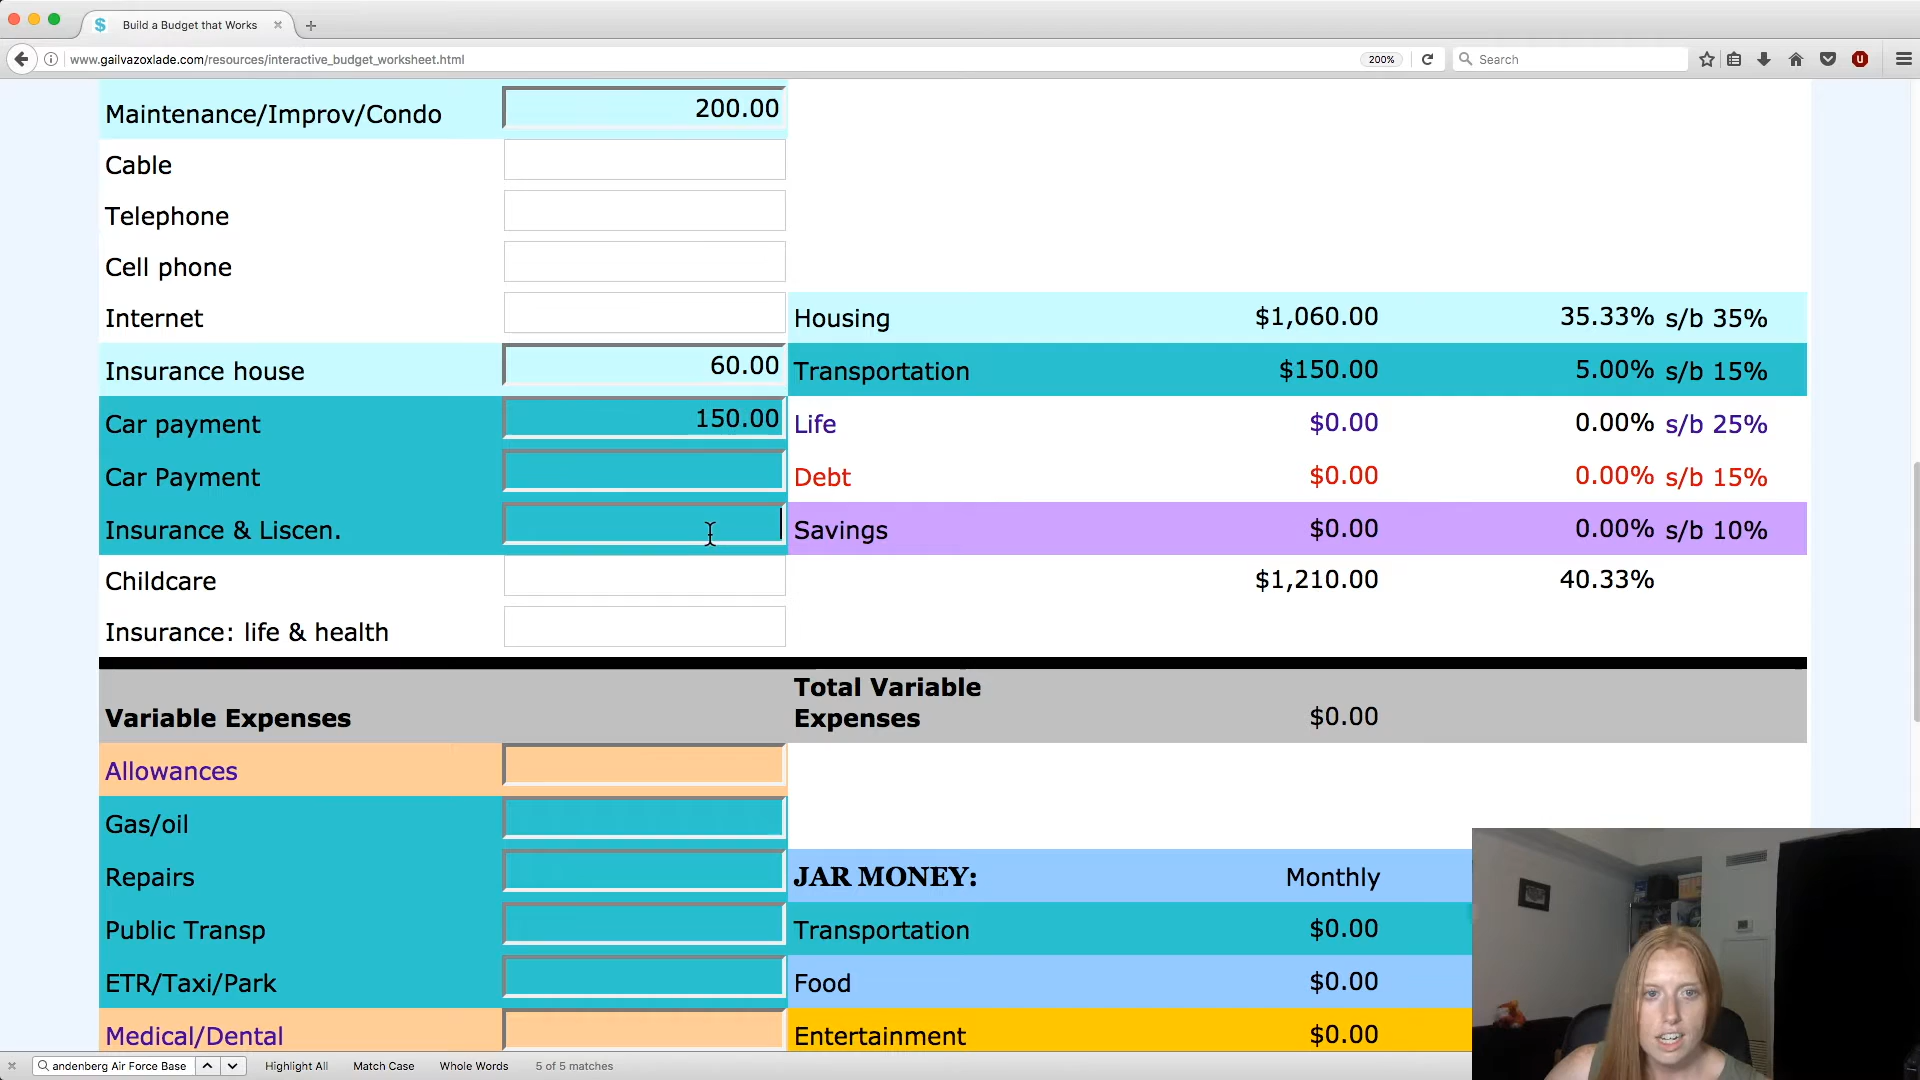 Build a Budget that Works
www.gailvazoxlade.com/resources/interactive_budget_worksheet.html
200%
Search
Maintenance/Improv/Condo 200.00
Cable
Telephone
Cell phone
Internet Housing $1,060.00 35.33% s/b 35%
Insurance house 60.00 Transportation $150.00 5.00% s/b 15%
Car payment 150.00 Life $0.00 0.00% s/b 25%
Car Payment Debt $0.00 0.00% s/b 15%
Insurance & Liscen. Savings $0.00 0.00% s/b 10%
Childcare $1,210.00 40.33%
Insurance: life & health
Total Variable
Variable Expenses Expenses $0.00
Allowances
Gas/oil
Repairs JAR MONEY: Monthly
Public Transp Transportation $0.00
ETR/Taxi/Park Food $0.00
Medical/Dental Entertainment $0.00
andenberg Air Force Base Highlight All Match Case Whole Words 5 of 5 matches